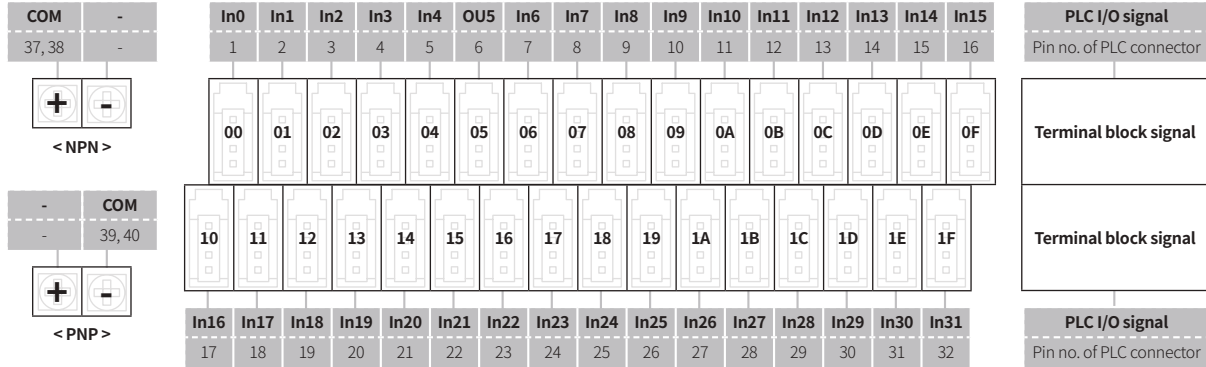 COM - In0 In1 In2 In3 In4 OU5 In6 In7 In8 In9 In10 In11 In12 In13 In14 In15 PLC I/O signal
37, 38 - 1 2 3 4 5 6 7 8 9 10 11 12 13 14 15 16 Pin no. of PLC connector
+ -
00 01 02 03 04 05 06 07 08 09 0A 0B 0C 0D 0E 0F Terminal block signal
< NPN >
- COM
- 39, 40
10 11 12 13 14 15 16 17 18 19 1A 1B 1C 1D 1E 1F Terminal block signal
+ -
< PNP >
In16 In17 In18 In19 In20 In21 In22 In23 In24 In25 In26 In27 In28 In29 In30 In31 PLC I/O signal
17 18 19 20 21 22 23 24 25 26 27 28 29 30 31 32 Pin no. of PLC connector